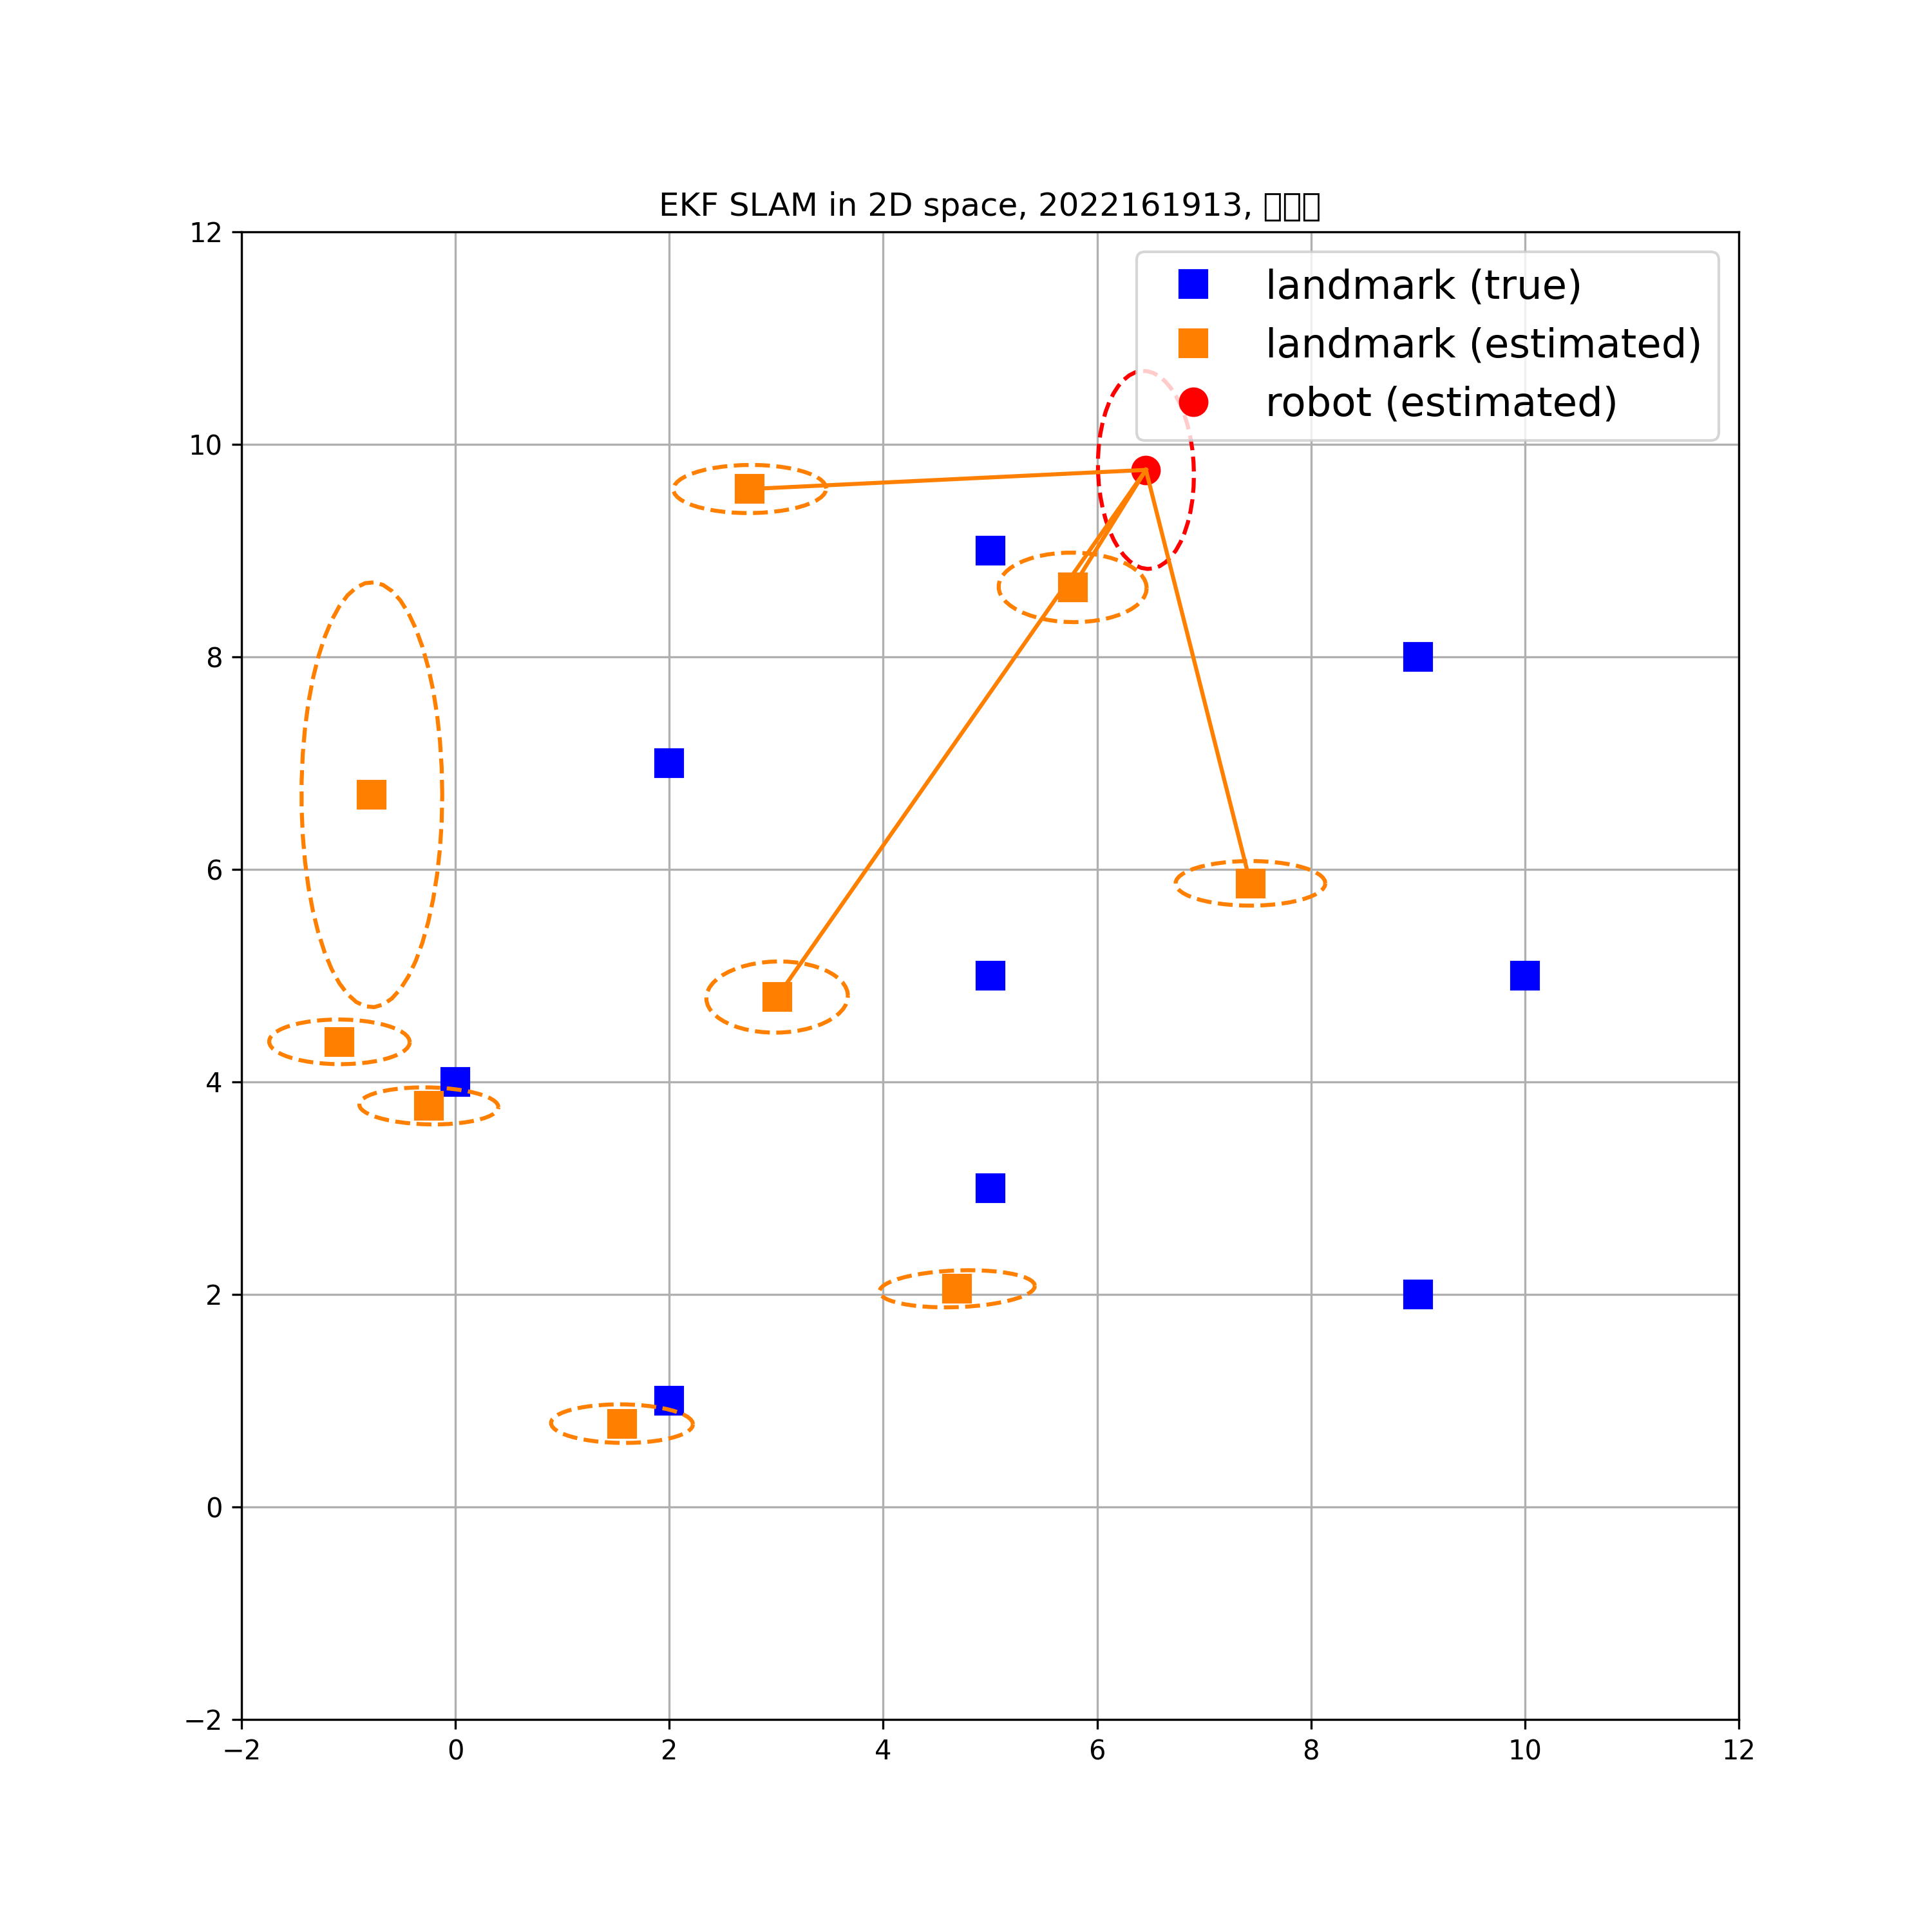 EKF SLAM in 2D space, 2022161913,
landmark (true)
landmark (estimated)
robot (estimated)
12
10
8
6
4
2
0
−2
−2 0 2 4 6 8 10 12